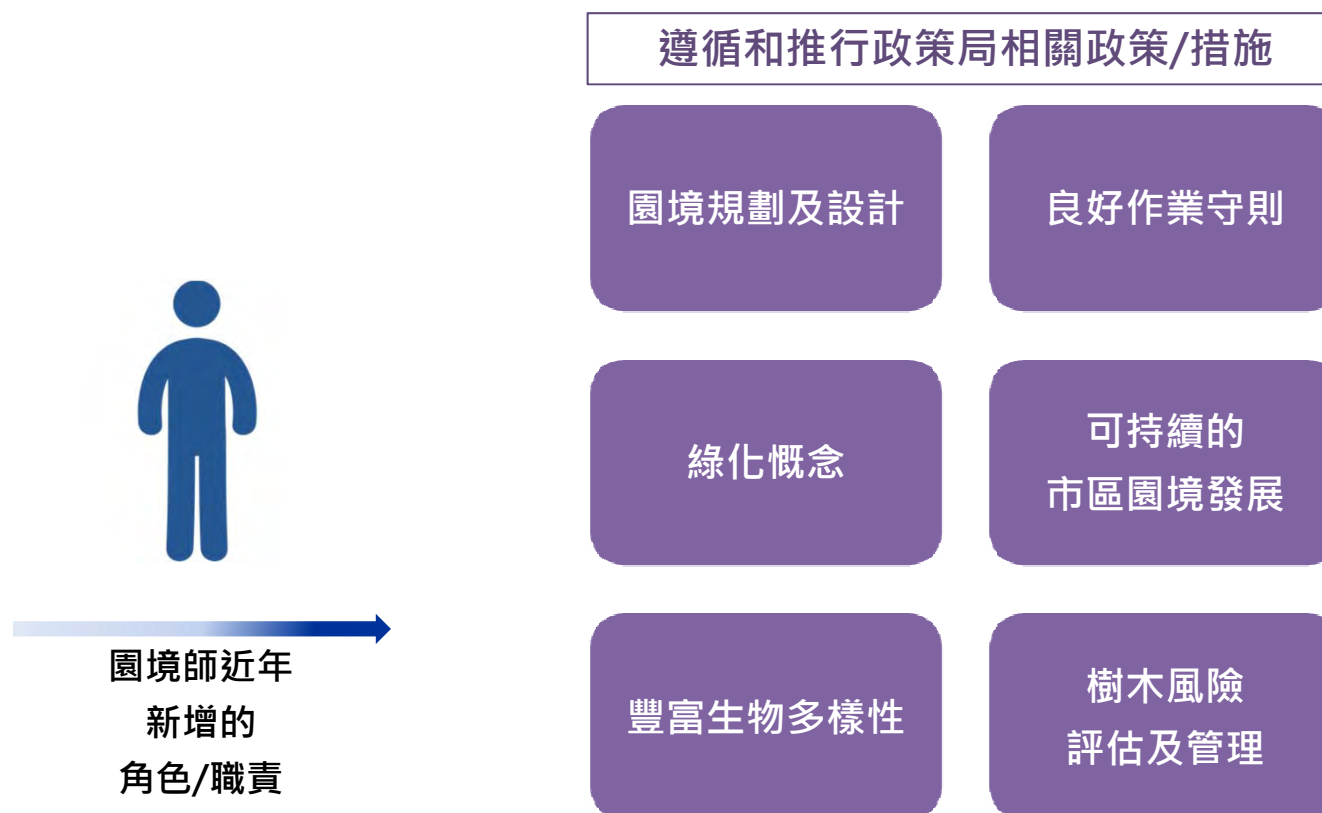 遵循和推行政策局相關政策/措施
園境規劃及設計
良好作業守則
綠化慨念
可持續的
市區園境發展
豐富生物多樣性
樹木風險
評估及管理
園境師近年
新增的
角色/職責